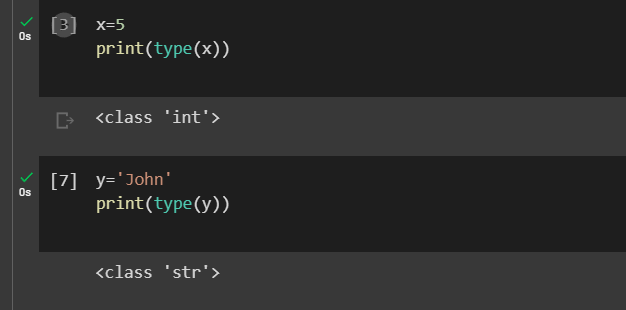 [3] x=5
0s print(type(x))
<class 'int'>
[7] y='John'
0s print(type(y))
<class 'str'>